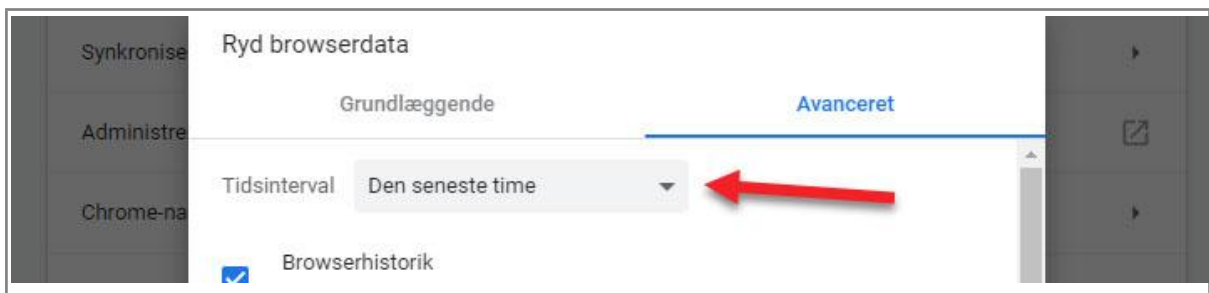 Ryd browserdata
Synkronise
Grundlæggende Avanceret
Administre
Tidsinterval Den seneste time
Chrome-na
Browserhistorik